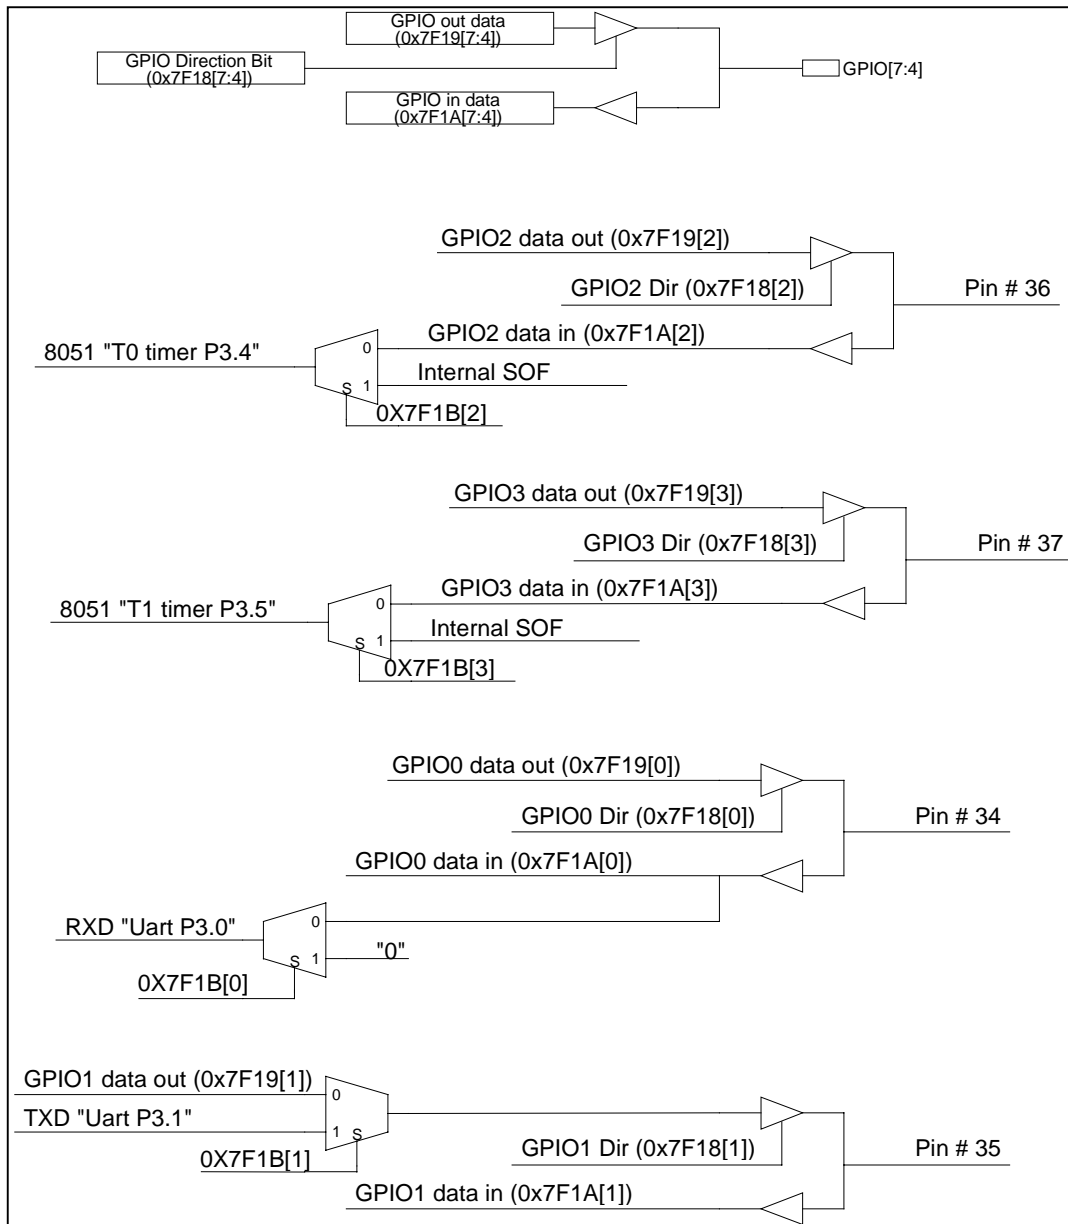 GPIO out data
(0x7F19[7:4])
GPIO Direction Bit
(0x7F18[7:4])
GPIO[7:4]
GPIO in data
(0x7F1A[7:4])
GPIO2 data out (0x7F19[2])
GPIO2 Dir (0x7F18[2])
Pin # 36
GPIO2 data in (0x7F1A[2])
8051 "T0 timer P3.4"
0
Internal SOF
S 1
0X7F1B[2]
GPIO3 data out (0x7F19[3])
GPIO3 Dir (0x7F18[3])
Pin # 37
GPIO3 data in (0x7F1A[3])
8051 "T1 timer P3.5"
0
Internal SOF
S 1
0X7F1B[3]
GPIO0 data out (0x7F19[0])
GPIO0 Dir (0x7F18[0])
Pin # 34
GPIO0 data in (0x7F1A[0])
RXD "Uart P3.0"
0
S 1
"0"
0X7F1B[0]
GPIO1 data out (0x7F19[1])
0
TXD "Uart P3.1"
1 S
0X7F1B[1]
GPIO1 Dir (0x7F18[1])
Pin # 35
GPIO1 data in (0x7F1A[1])